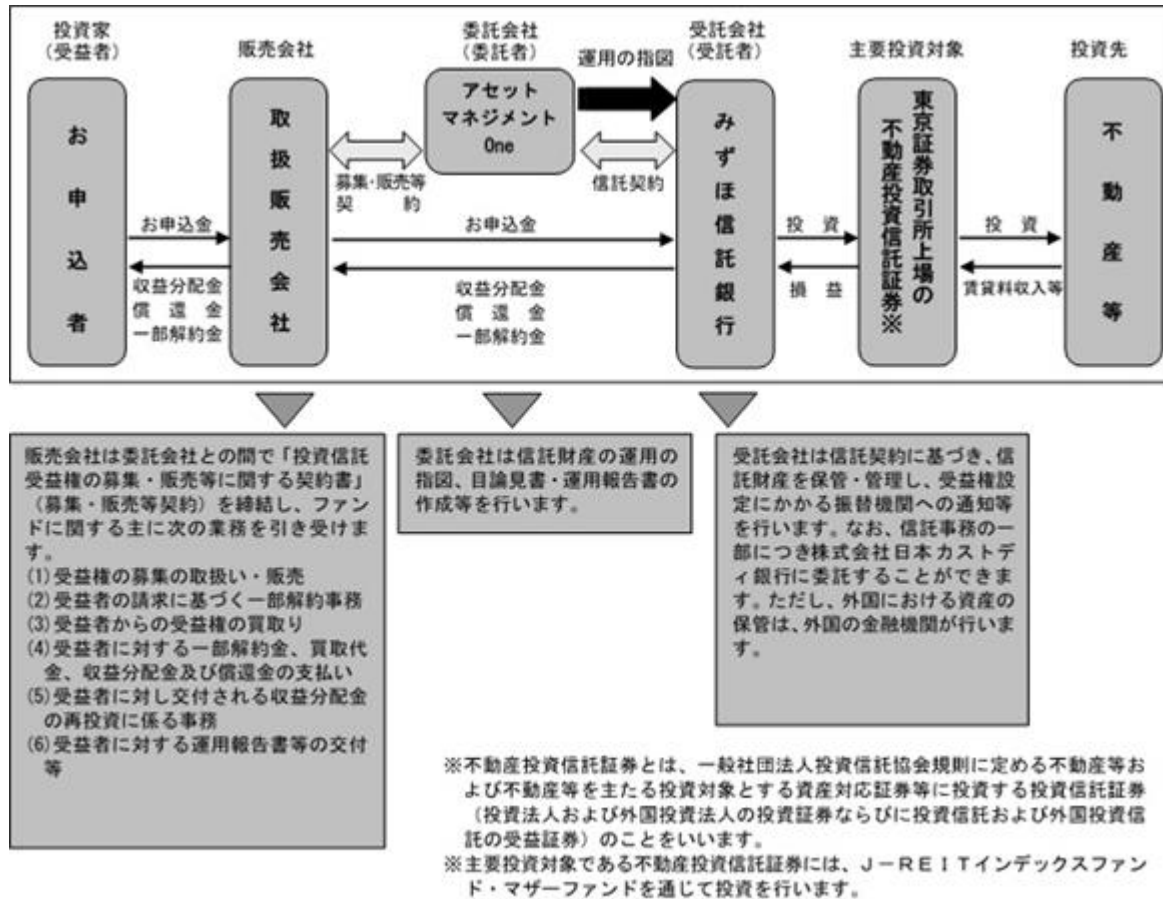 投資家
(受益者)
販売会社
委託会社
(委託者)
運用の指図
受託会社
(受託者)
主要投資対象
投資先
お申込者
取扱販売会社
アセット
マネジメント
One
みずほ信託銀行
東京証券取引所上場の
不動産投資信託証券※
不動産等
募集・販売等
契約
信託契約
お申込金
収益分配金
償還金
一部解約金
お申込金
収益分配金
償還金
一部解約金
投資
損益
投資
賃貸料収入等
販売会社は委託会社との間で「投資信託
受益権の募集・販売等に関する契約書」
(募集・販売等契約)を締結し、ファン
ドに関する主に次の業務を引き受けま
す。
(1)受益権の募集の取扱い・販売
(2)受益者の請求に基づく一部解約事務
(3)受益者からの受益権の買取り
(4)受益者に対する一部解約金、買取代
金、収益分配金及び償還金の支払い
(5)受益者に対し交付される収益分配金
の再投資に係る事務
(6)受益者に対する運用報告書等の交付
等
委託会社は信託財産の運用の
指図、目論見書・運用報告書の
作成等を行います。
受託会社は信託契約に基づき、信
託財産を保管・管理し、受益権設
定にかかる振替機関への通知等
を行います。なお、信託事務の一
部につき株式会社日本カストデ
ィ銀行に委託することができま
す。ただし、外国における資産の
保管は、外国の金融機関が行いま
す。
※不動産投資信託証券とは、一般社団法人投資信託協会規則に定める不動産等お
よび不動産等を主たる投資対象とする資産対応証券等に投資する投資信託証券
(投資法人および外国投資法人の投資証券ならびに投資信託および外国投資信
託の受益証券)のことをいいます。
※主要投資対象である不動産投資信託証券には、J-REITインデックスファン
ド・マザーファンドを通じて投資を行います。